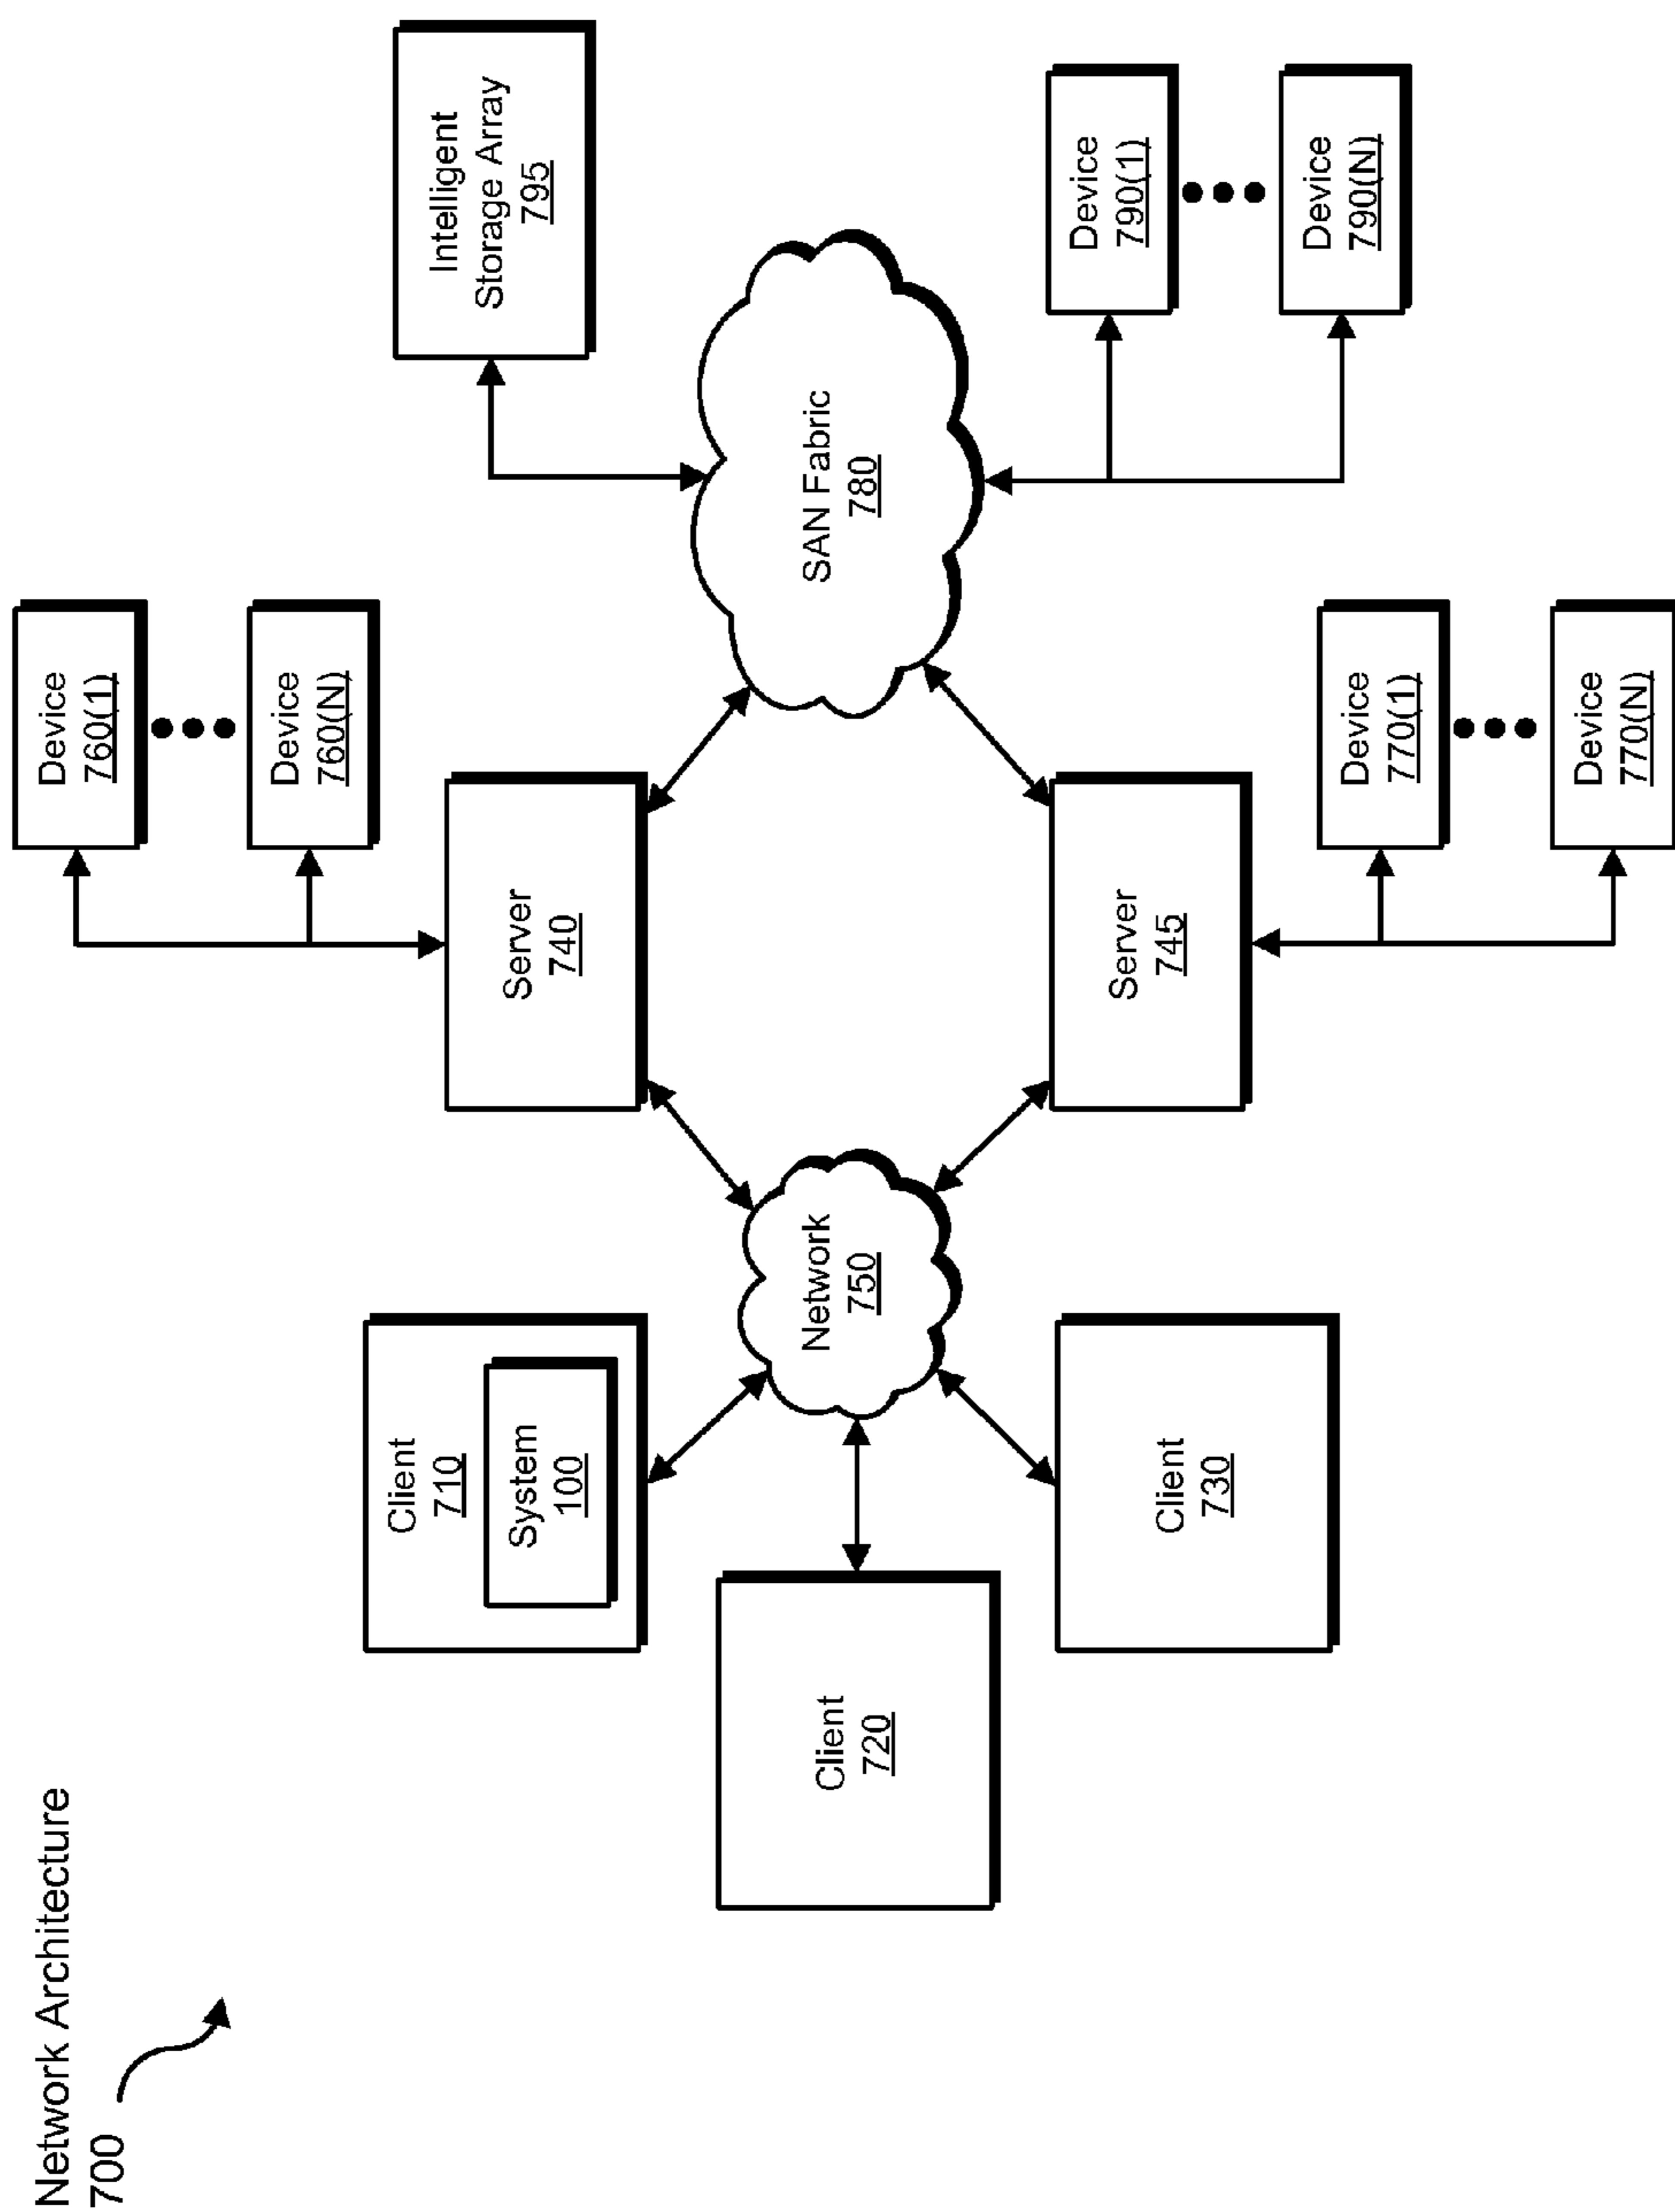 Network Architecture
700
Client
710
System
100
Client
720
Client
730
Network
750
Device
760(1)
Device
760(N)
Server
740
Server
745
Device
770(1)
Device
770(N)
SAN Fabric
780
Intelligent
Storage Array
795
Device
790(1)
Device
790(N)